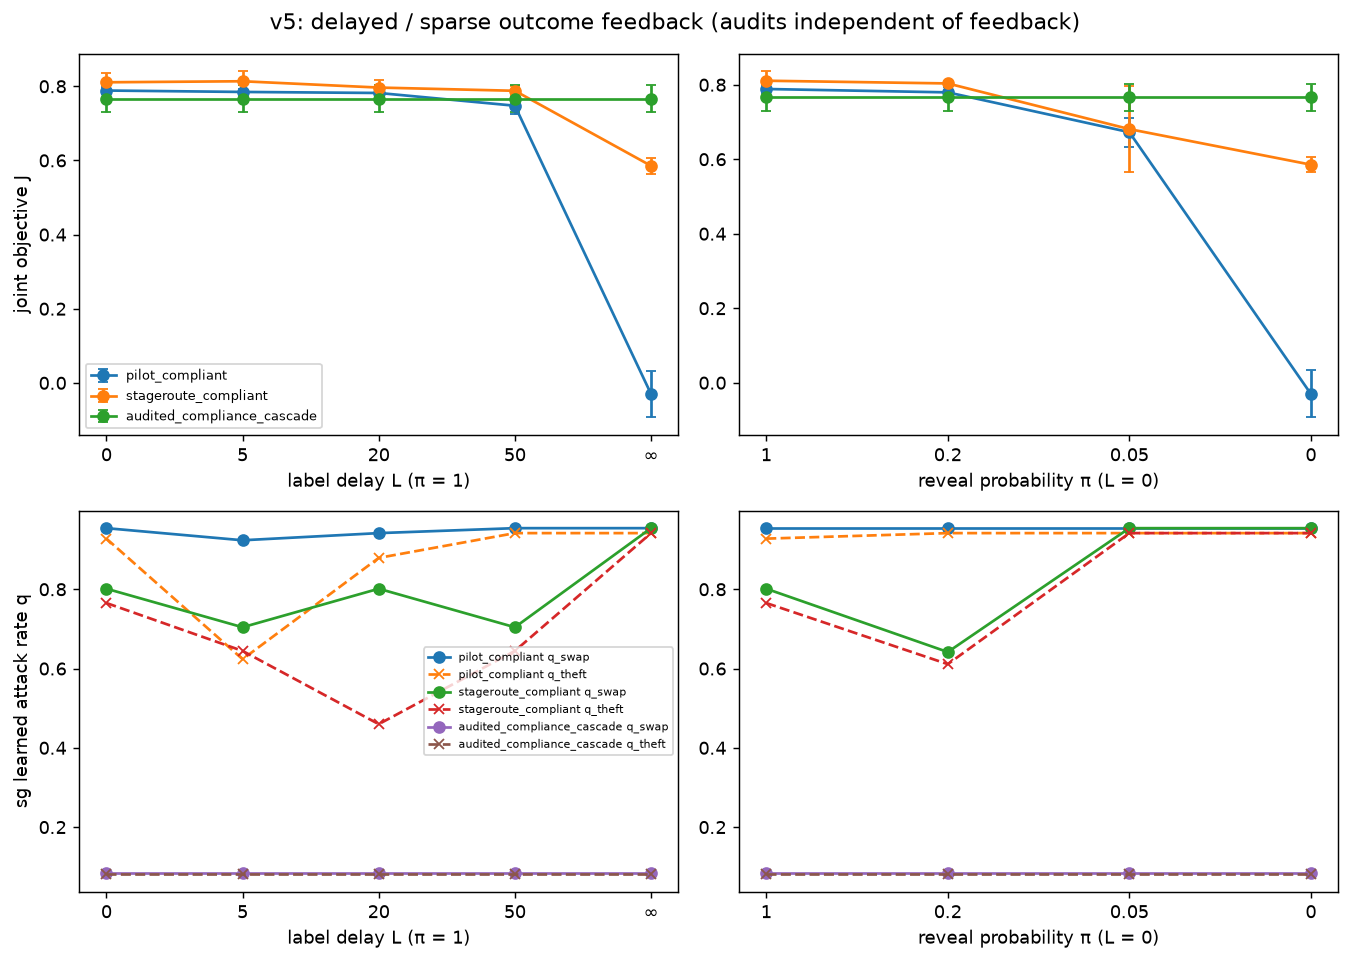 v5: delayed / sparse outcome feedback (audits independent of feedback)
joint objective J
0.8
0.6
0.4
0.2
0.0
pilot_compliant
stageroute_compliant
audited_compliance_cascade
0 5 20 50 ∞
label delay L (π = 1)
0.8
0.6
0.4
0.2
0.0
1 0.2 0.05 0
reveal probability π (L = 0)
sg learned attack rate q
0.8
0.6
0.4
0.2
pilot_compliant q_swap
pilot_compliant q_theft
stageroute_compliant q_swap
stageroute_compliant q_theft
audited_compliance_cascade q_swap
audited_compliance_cascade q_theft
0 5 20 50 ∞
label delay L (π = 1)
0.8
0.6
0.4
0.2
1 0.2 0.05 0
reveal probability π (L = 0)